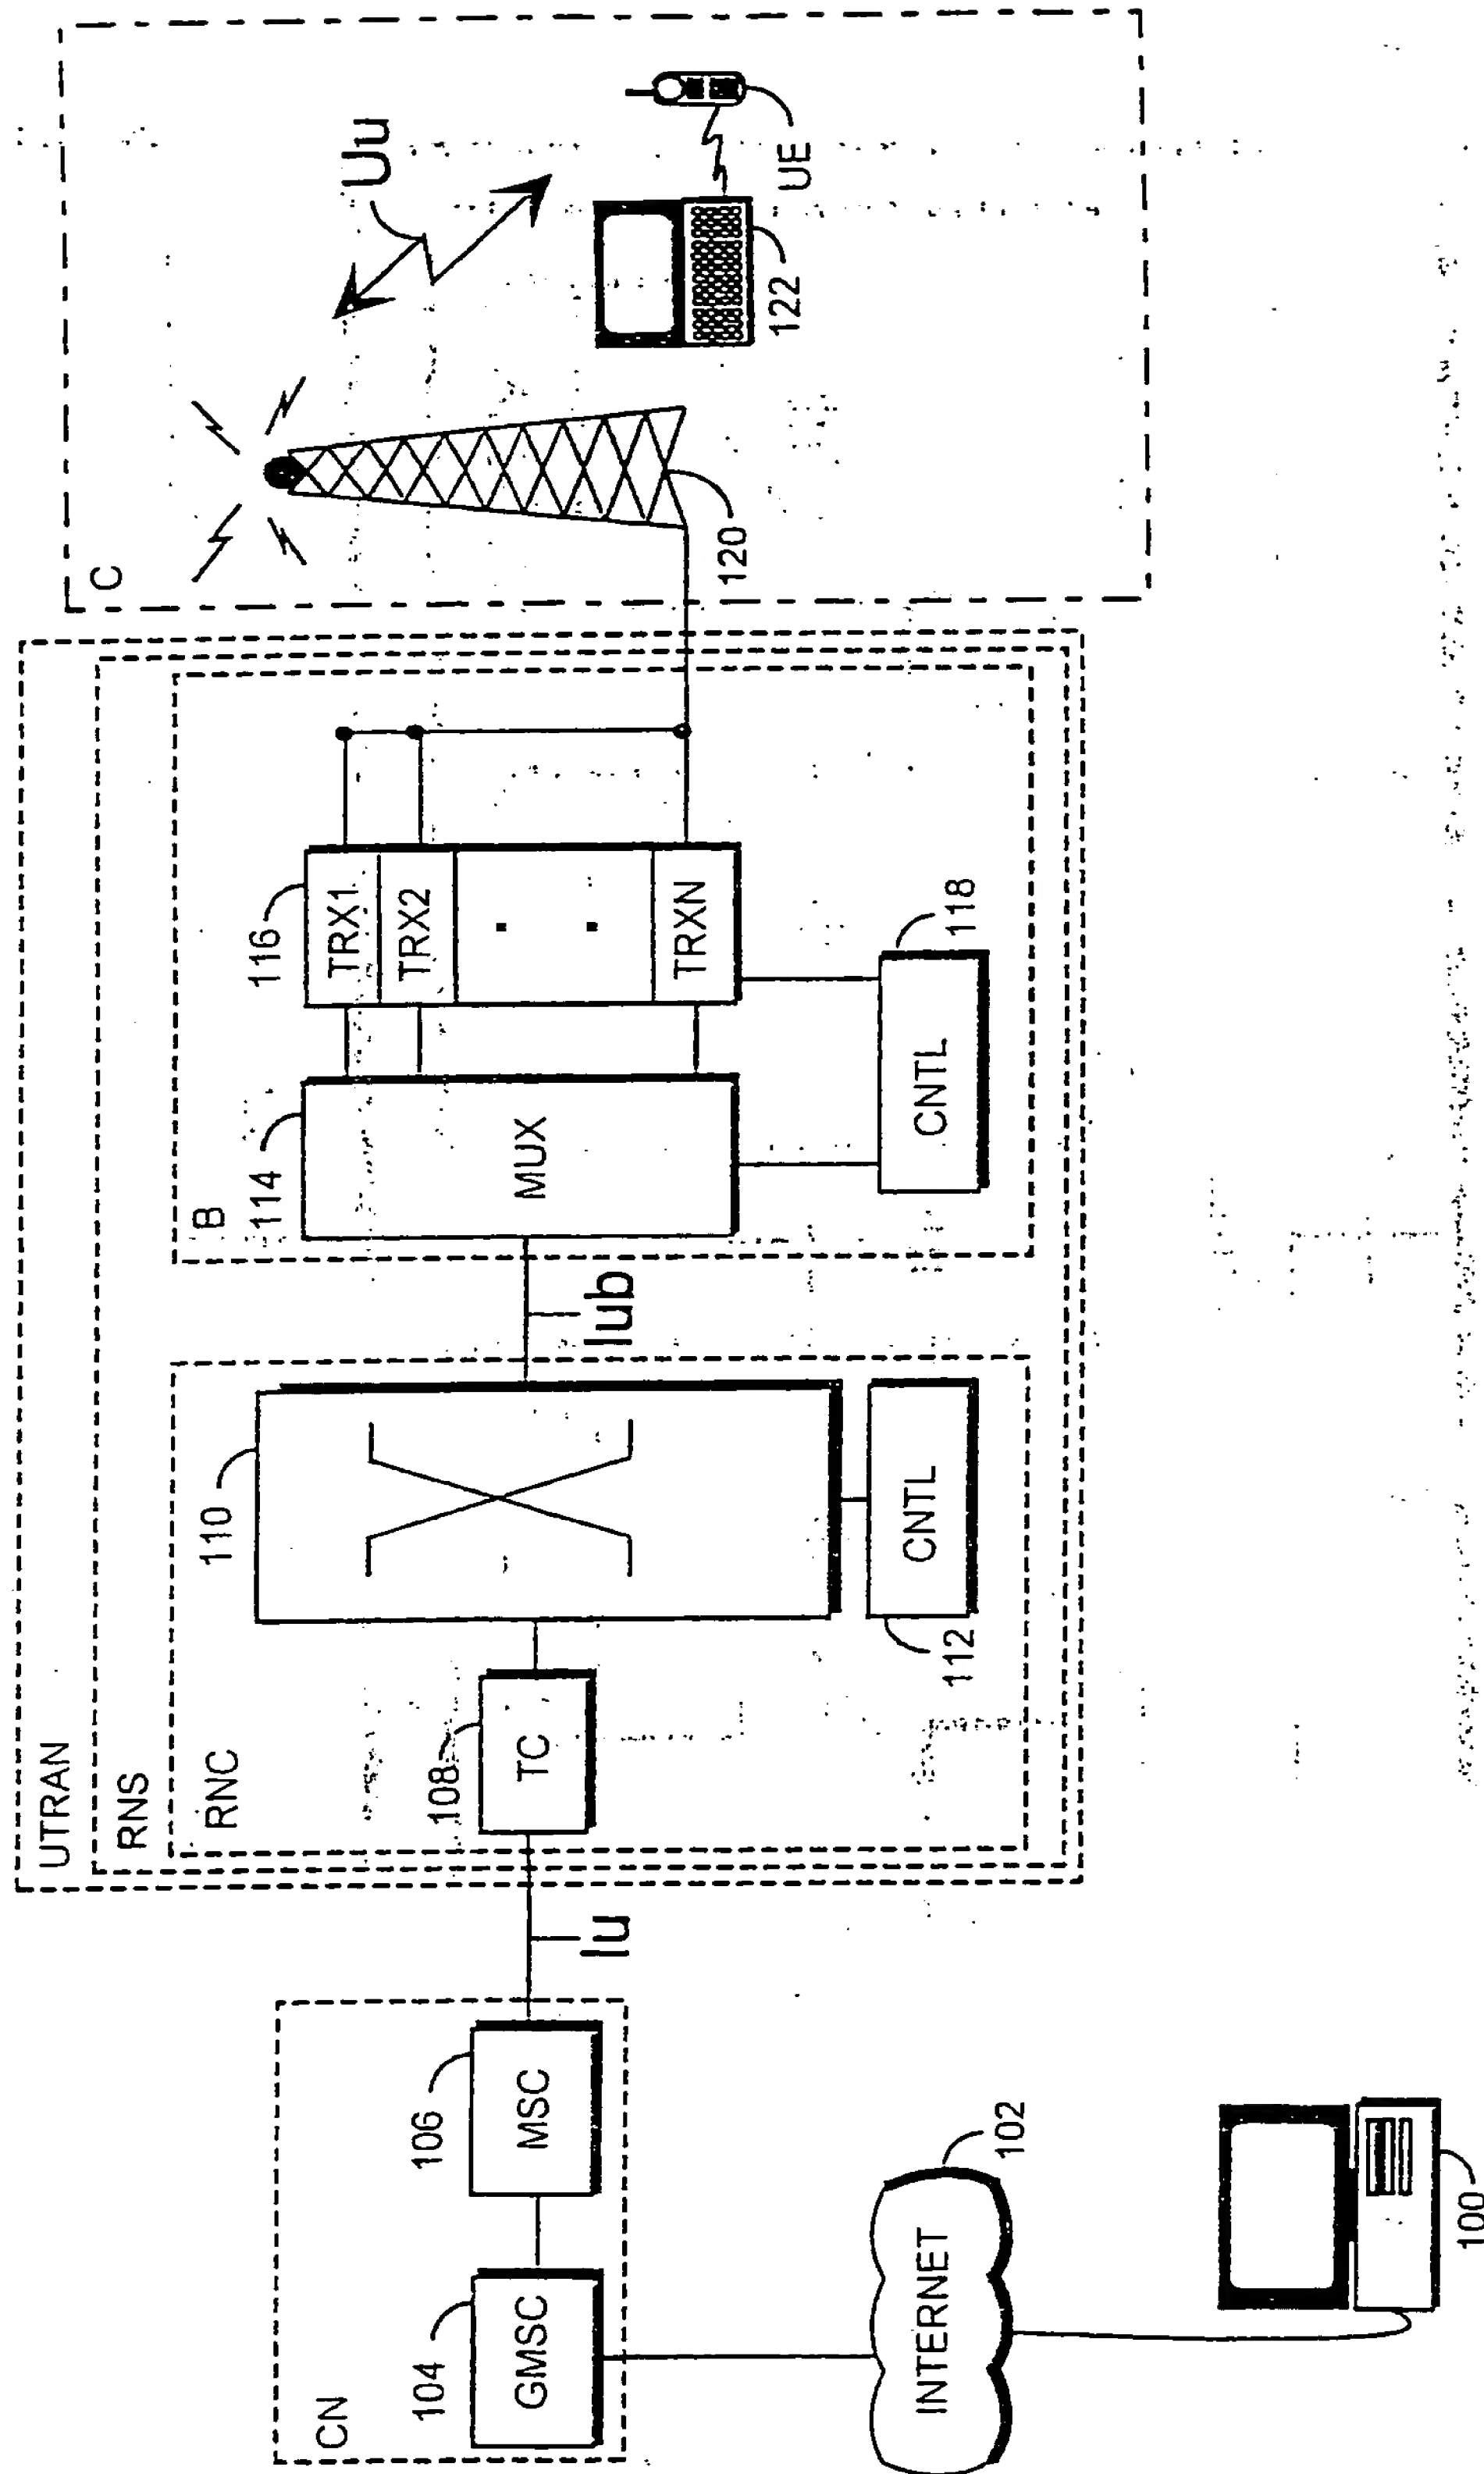 UTRAN
RNS
RNC
B
C
CN
104
GMSC
106
MSC
Iu
108
TC
110
112
CNTL
Iub
114
MUX
116
TRX1
TRX2
TRXN
118
CNTL
120
Uu
122
UE
102
INTERNET
100